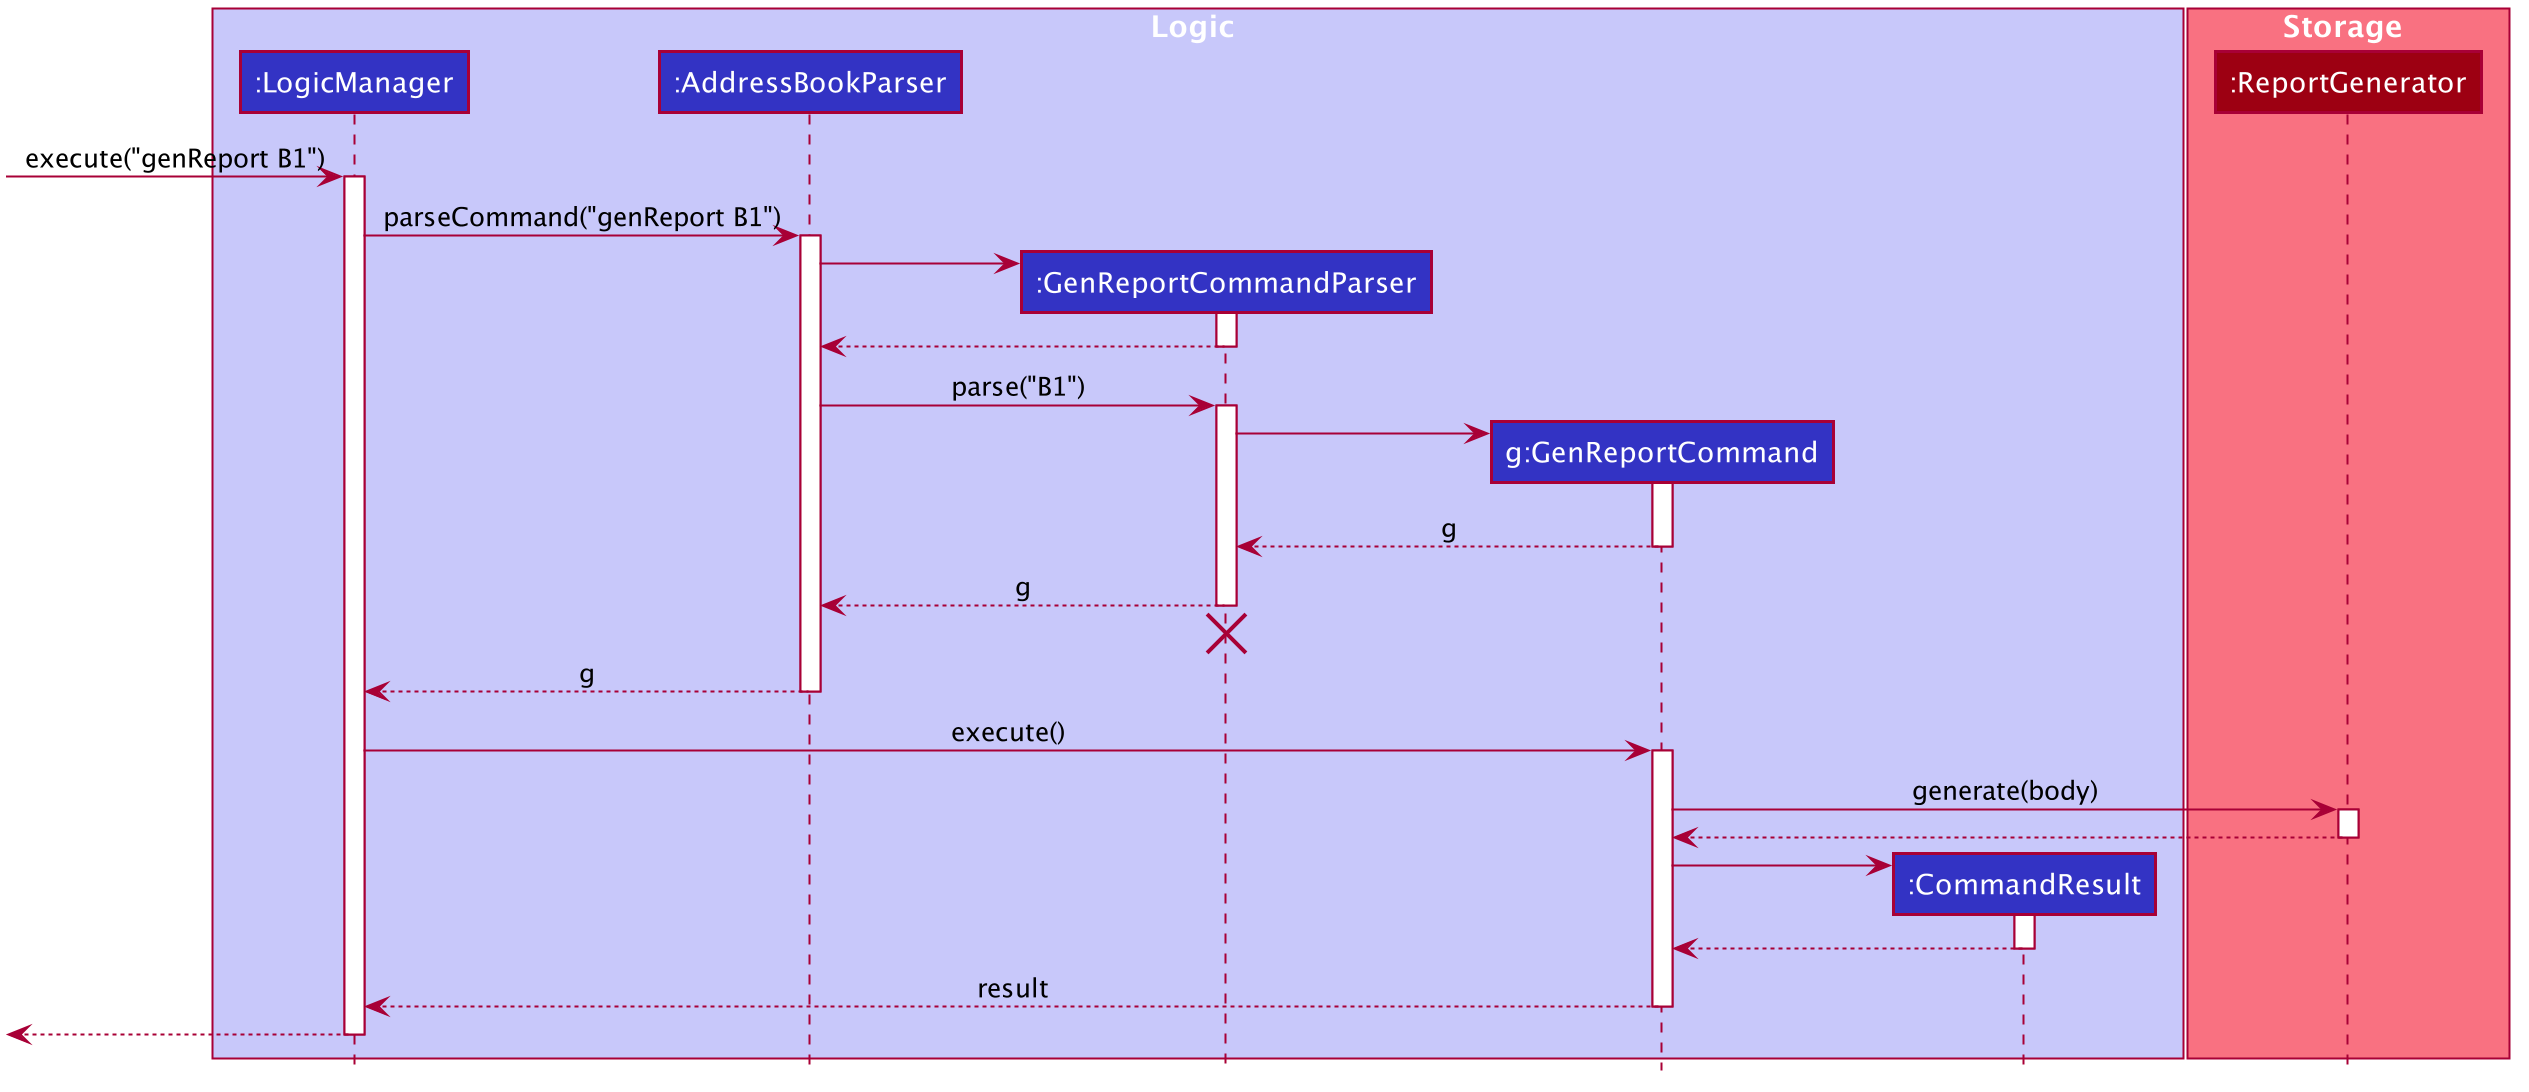 Logic
Storage
:LogicManager
:AddressBookParser
:ReportGenerator
execute("genReport B1")
parseCommand("genReport B1")
:GenReportCommandParser
parse("B1")
g:GenReportCommand
g
g
g
execute()
generate(body)
:CommandResult
result